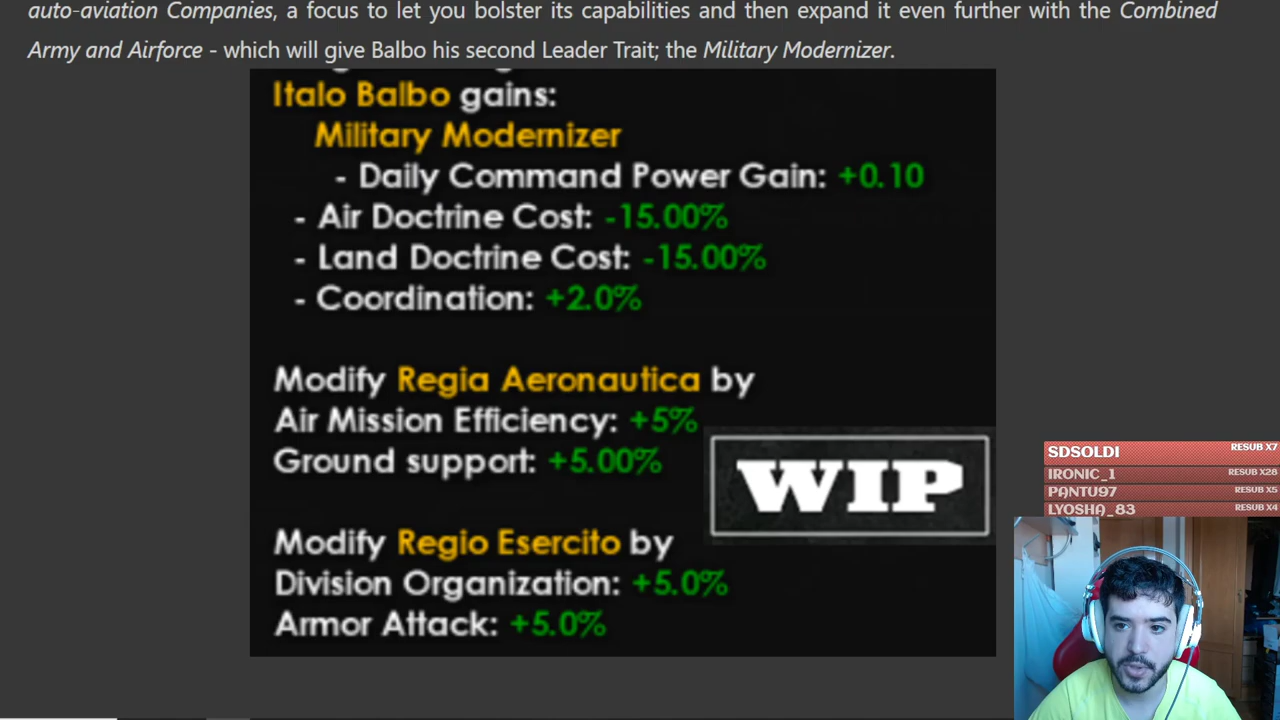 auto-aviation Companies, a focus to let you bolster its capabilities and then expand it even further with the Combined
Army and Airforce - which will give Balbo his second Leader Trait; the Military Modernizer.
Italo Balbo gains:
Military Modernizer
- Daily Command Power Gain: +0.10
- Air Doctrine Cost: -15.00%
- Land Doctrine Cost: -15.00%
- Coordination: +2.0%
Modify Regia Aeronautica by
Air Mission Efficiency: +5%
Ground support: +5.00%
WIP
Modify Regio Esercito by
Division Organization: +5.0%
Armor Attack: +5.0%
SDSOLDI RESUB X7
IRONIC_1 RESUB X28
PANTU97 RESUB X5
LYOSHA_83 RESUB X4